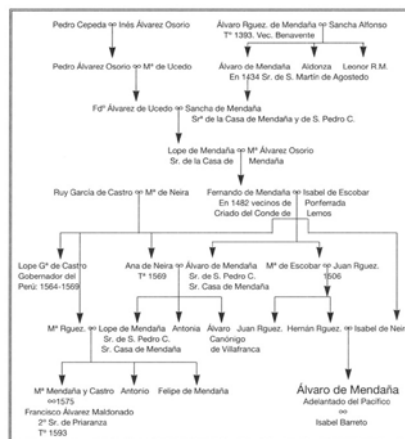 Pedro Cepeda ⚭ Inés Álvarez Osorio
Álvaro Rguez. de Mendaña ⚭ Sancha Alfonso
Tº 1393. Vec. Benavente
Pedro Álvarez Osorio ⚭ Mª de Ucedo
Álvaro de Mendaña Aldonza Leonor R.M.
En 1434 Sr. de S. Martín de Agostedo
Fdº Álvarez de Ucedo ⚭ Sancha de Mendaña
Srª de la Casa de Mendaña y de S. Pedro C.
Lope de Mendaña ⚭ Mª Álvarez Osorio
Sr. de la Casa de Mendaña
Ruy García de Castro ⚭ Mª de Neira
Fernando de Mendaña ⚭ Isabel de Escobar
En 1482 vecinos de Ponferrada
Criado del Conde de Lemos
Lope Gª de Castro
Gobernador del
Perú: 1564-1569
Ana de Neira ⚭ Álvaro de Mendaña
Tº 1569 Sr. de S. Pedro C.
Sr. Casa de Mendaña
Mª de Escobar ⚭ Juan Rguez.
1606
Mª Rguez. ⚭ Lope de Mendaña
Sr. de S. Pedro C.
Sr. Casa de Mendaña
Antonia
Álvaro
Canónigo
de Villafranca
Juan Rguez.
Hernán Rguez. ⚭ Isabel de Neir
Mª Mendaña y Castro Antonio Felipe de Mendaña
⚭1575
Francisco Álvarez Maldonado
2º Sr. de Priaranza
Tº 1593
Álvaro de Mendaña
Adelantado del Pacífico
⚭
Isabel Barreto